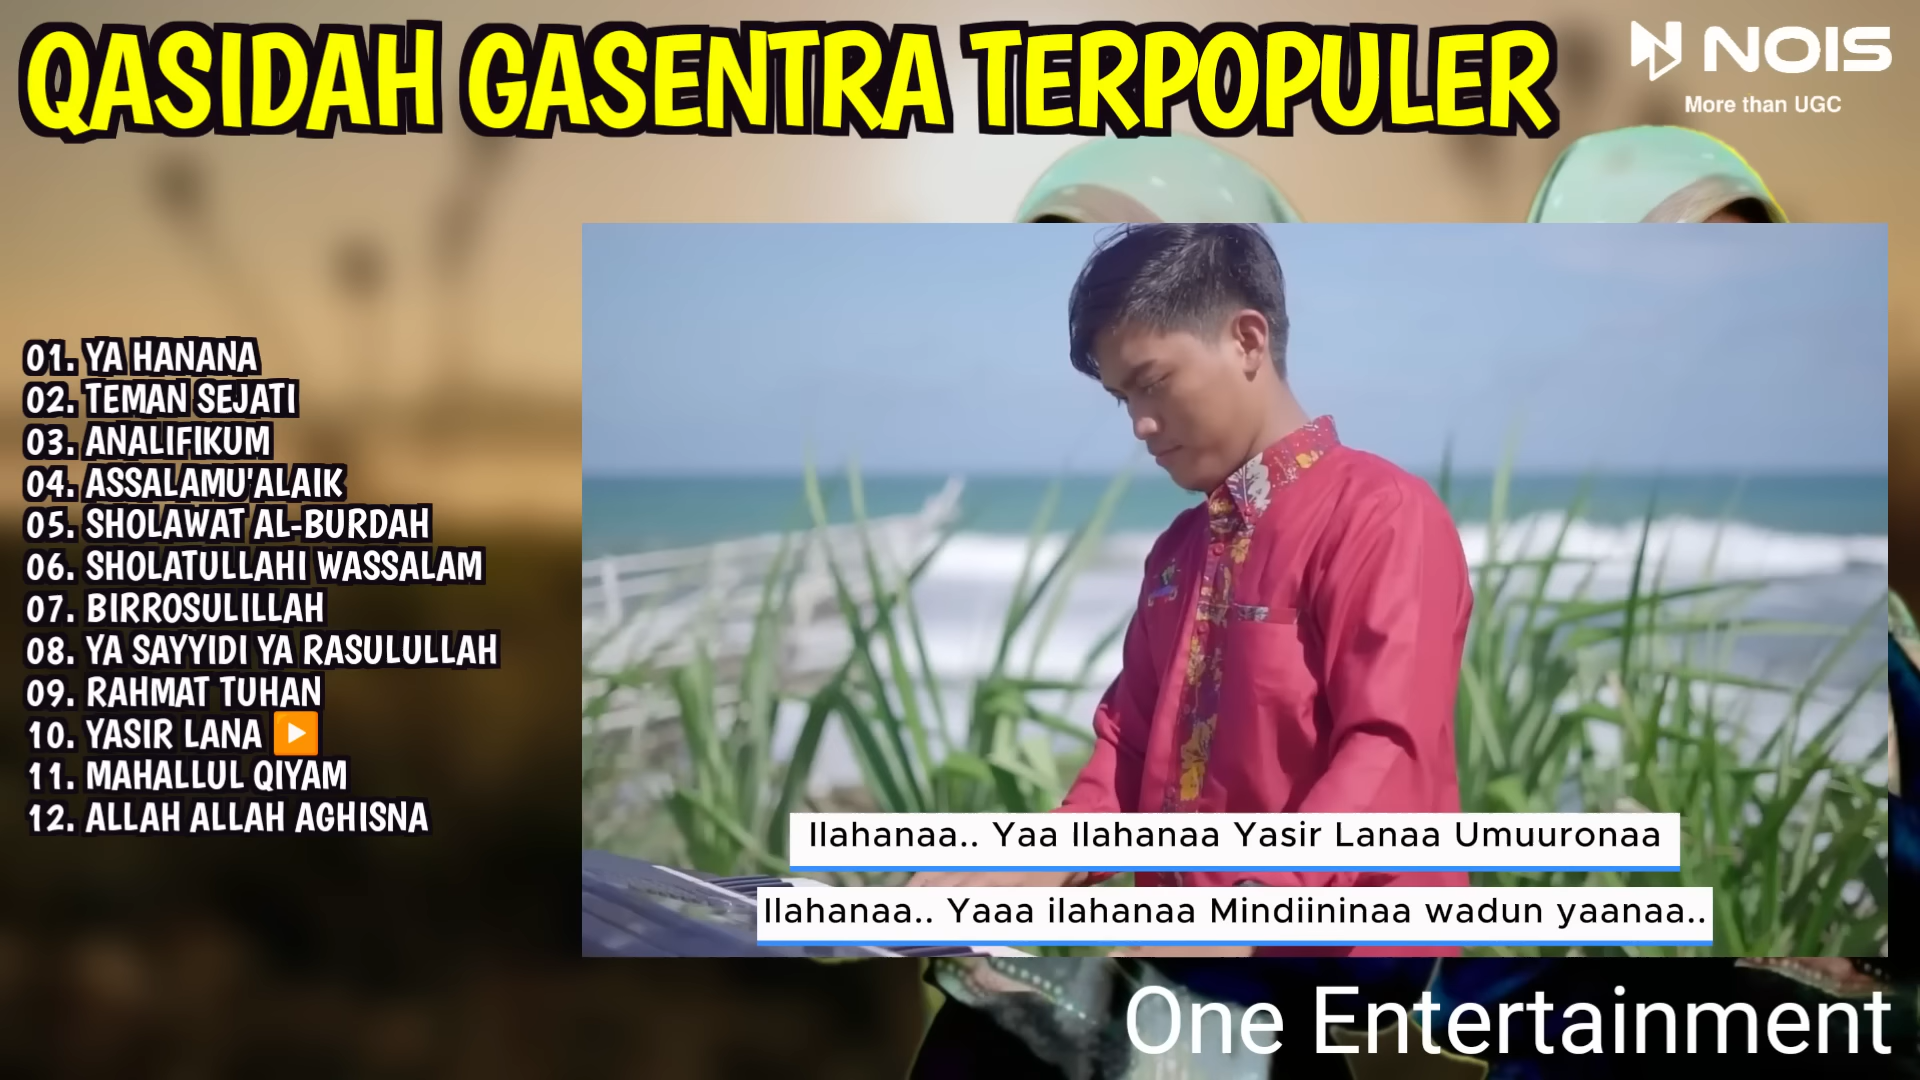 QASIDAH GASENTRA TERPOPULER
NOIS
More than UGC
01. YA HANANA
02. TEMAN SEJATI
03. ANALIFIKUM
04. ASSALAMU'ALAIK
05. SHOLAWAT AL-BURDAH
06. SHOLATULLAHI WASSALAM
07. BIRROSULILLAH
08. YA SAYYIDI YA RASULULLAH
09. RAHMAT TUHAN
10. YASIR LANA
11. MAHALLUL QIYAM
12. ALLAH ALLAH AGHISNA
Ilahanaa.. Yaa Ilahanaa Yasir Lanaa Umuuronaa
Ilahanaa.. Yaaa ilahanaa Mindiininaa wadun yaanaa..
One Entertainment